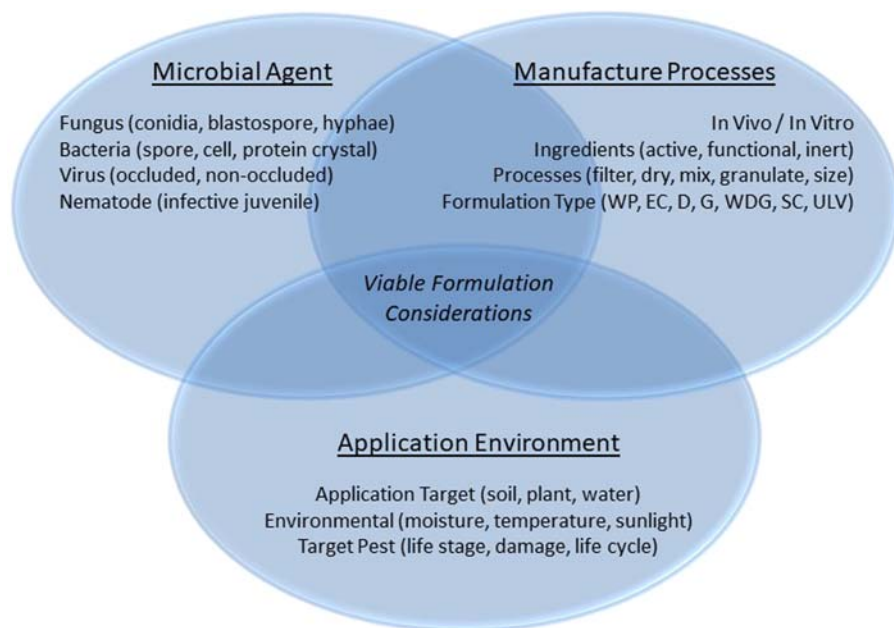 Microbial Agent
Fungus (conidia, blastospore, hyphae)
Bacteria (spore, cell, protein crystal)
Virus (occluded, non-occluded)
Nematode (infective juvenile)
Manufacture Processes
In Vivo / In Vitro
Ingredients (active, functional, inert)
Processes (filter, dry, mix, granulate, size)
Formulation Type (WP, EC, D, G, WDG, SC, ULV)
Viable Formulation
Considerations
Application Environment
Application Target (soil, plant, water)
Environmental (moisture, temperature, sunlight)
Target Pest (life stage, damage, life cycle)